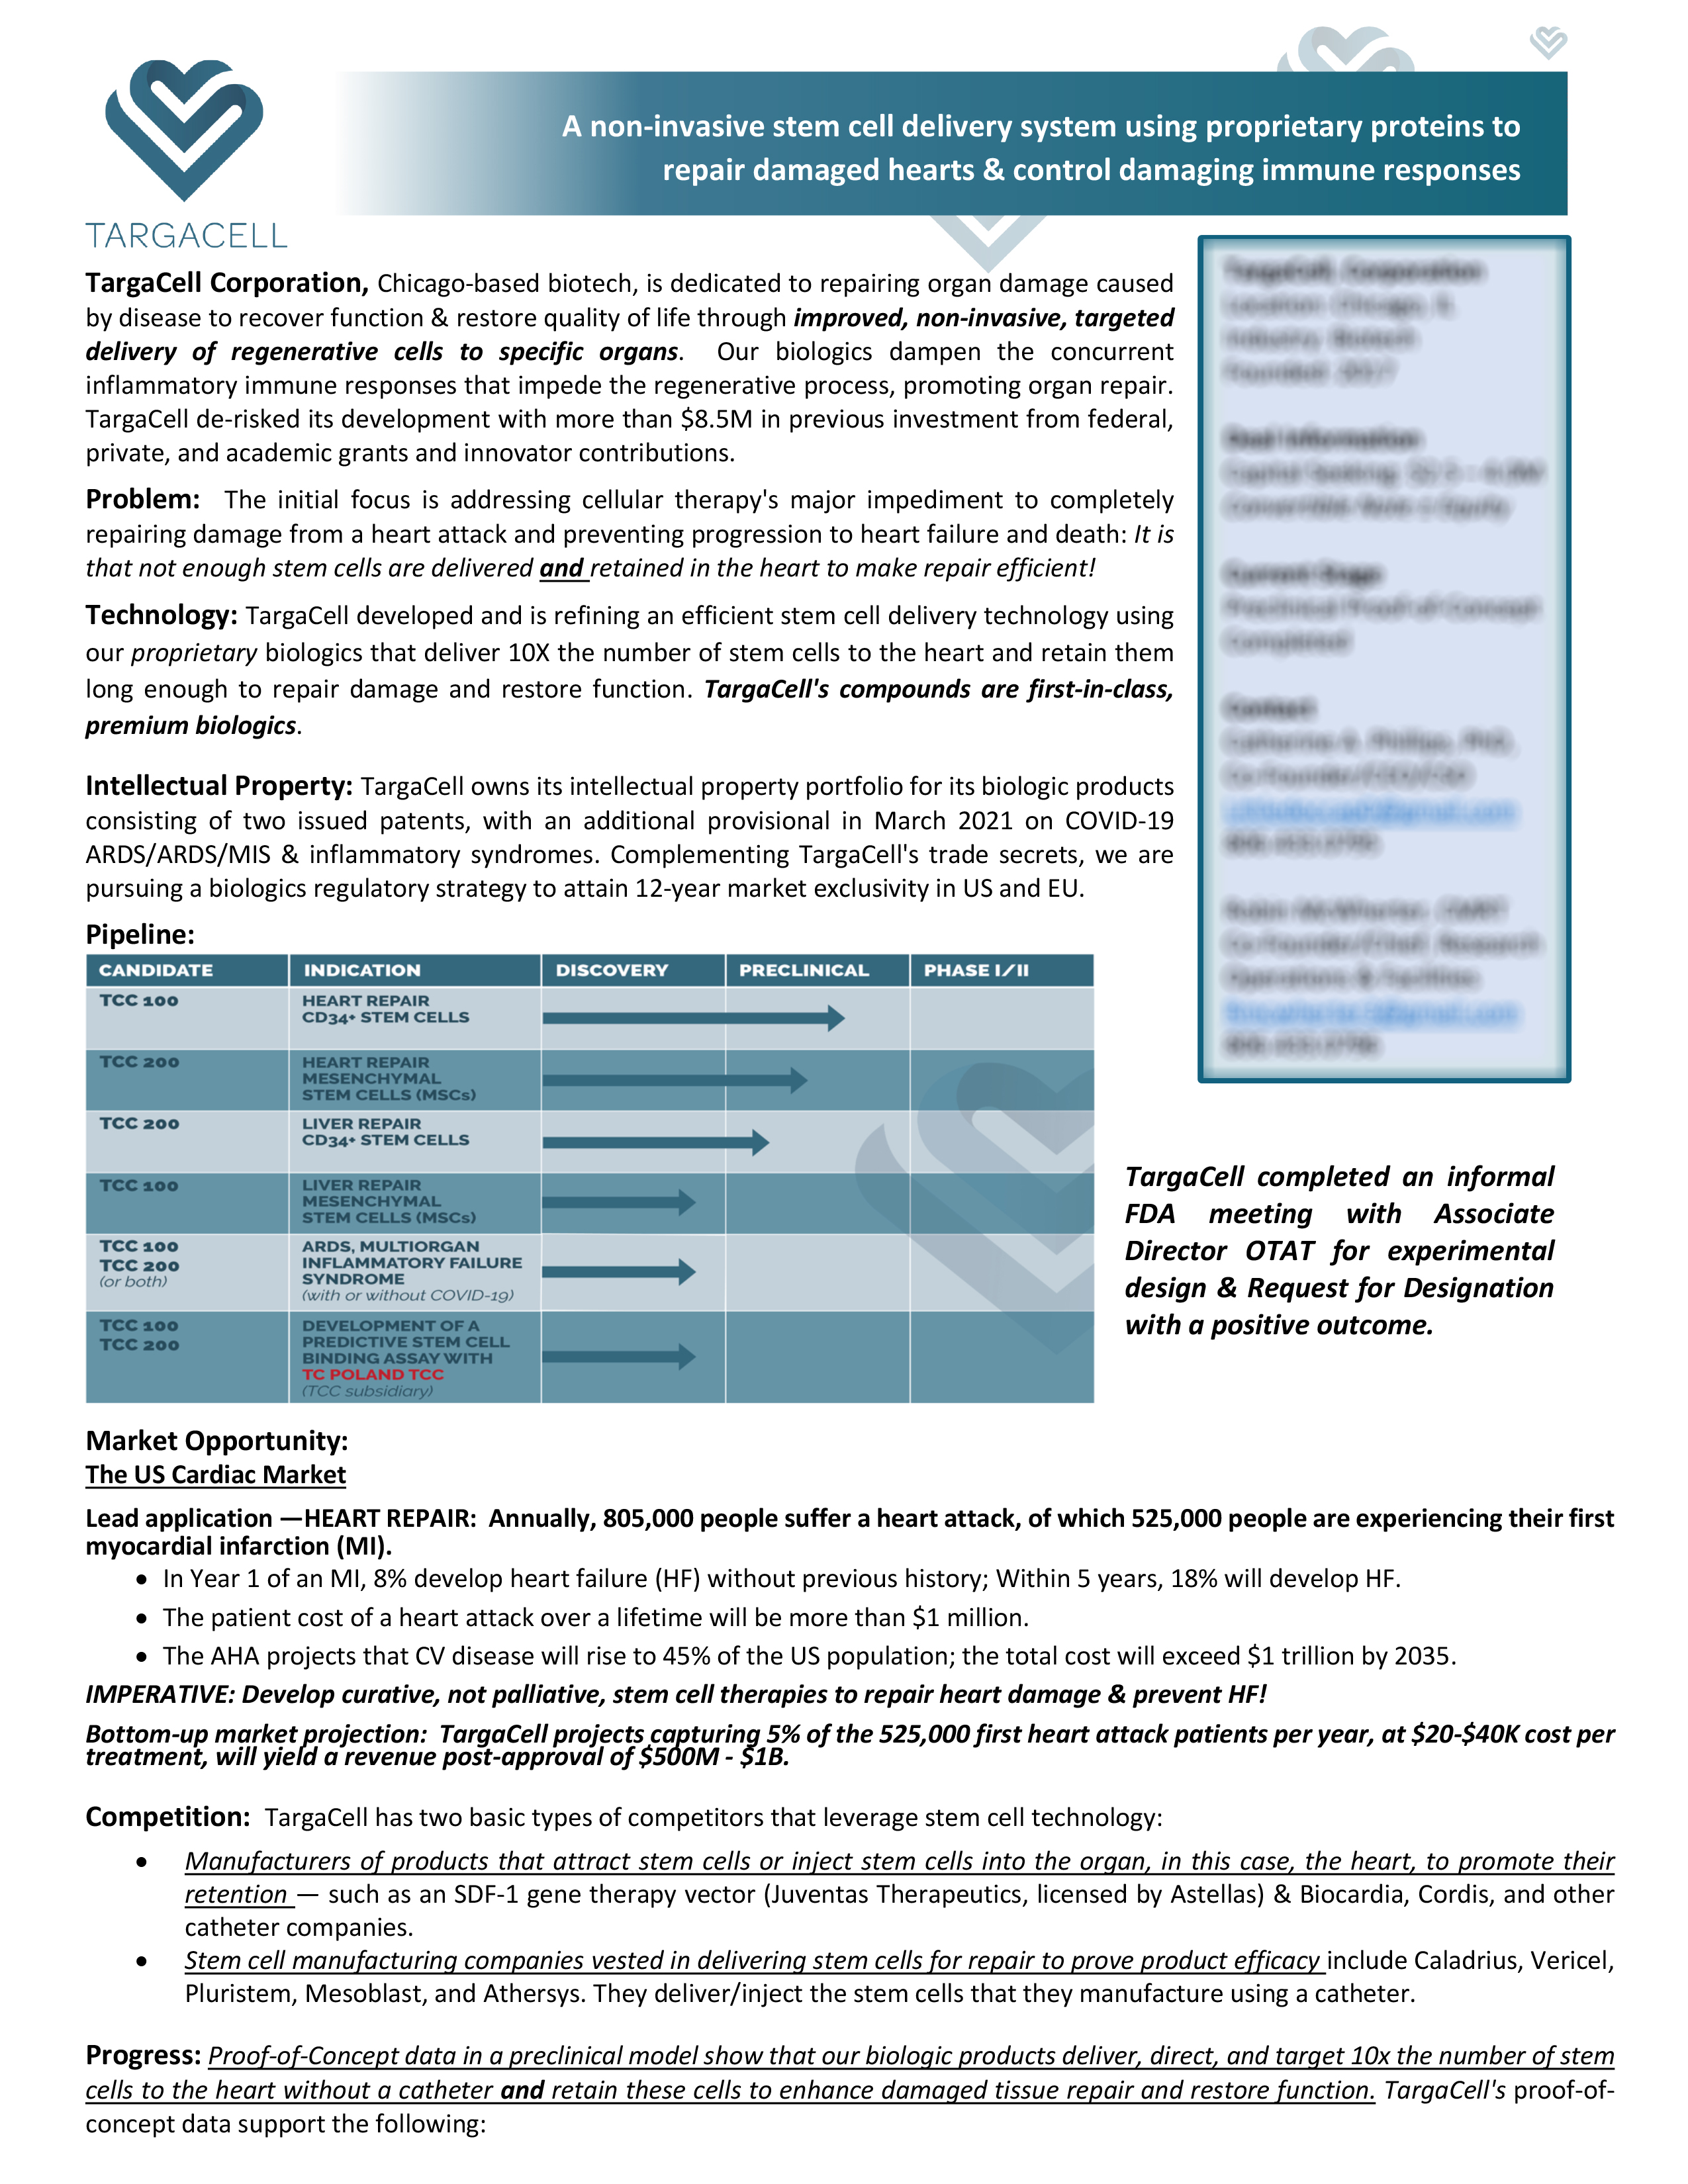 A non-invasive stem cell delivery system using proprietary proteins to
repair damaged hearts & control damaging immune responses
TARGACELL
TargaCell Corporation, Chicago-based biotech, is dedicated to repairing organ damage caused
by disease to recover function & restore quality of life through improved, non-invasive, targeted
delivery of regenerative cells to specific organs. Our biologics dampen the concurrent
inflammatory immune responses that impede the regenerative process, promoting organ repair.
TargaCell de-risked its development with more than $8.5M in previous investment from federal,
private, and academic grants and innovator contributions.
Problem: The initial focus is addressing cellular therapy's major impediment to completely
repairing damage from a heart attack and preventing progression to heart failure and death: It is
that not enough stem cells are delivered and retained in the heart to make repair efficient!
Technology: TargaCell developed and is refining an efficient stem cell delivery technology using
our proprietary biologics that deliver 10X the number of stem cells to the heart and retain them
long enough to repair damage and restore function. TargaCell's compounds are first-in-class,
premium biologics.
Intellectual Property: TargaCell owns its intellectual property portfolio for its biologic products
consisting of two issued patents, with an additional provisional in March 2021 on COVID-19
ARDS/ARDS/MIS & inflammatory syndromes. Complementing TargaCell's trade secrets, we are
pursuing a biologics regulatory strategy to attain 12-year market exclusivity in US and EU.
Pipeline:
CANDIDATE INDICATION DISCOVERY PRECLINICAL PHASE I/II
TCC 100 HEART REPAIR
CD34+ STEM CELLS
TCC 200 HEART REPAIR
MESENCHYMAL
STEM CELLS (MSCs)
TCC 200 LIVER REPAIR
CD34+ STEM CELLS
TCC 100 LIVER REPAIR
MESENCHYMAL
STEM CELLS (MSCs)
TCC 100 ARDS, MULTIORGAN
TCC 200 INFLAMMATORY FAILURE
(or both) SYNDROME
(with or without COVID-19)
TCC 100 DEVELOPMENT OF A
TCC 200 PREDICTIVE STEM CELL
BINDING ASSAY WITH
TC POLAND TCC
(TCC subsidiary)
TargaCell completed an informal
FDA meeting with Associate
Director OTAT for experimental
design & Request for Designation
with a positive outcome.
Market Opportunity:
The US Cardiac Market
Lead application —HEART REPAIR: Annually, 805,000 people suffer a heart attack, of which 525,000 people are experiencing their first
myocardial infarction (MI).
• In Year 1 of an MI, 8% develop heart failure (HF) without previous history; Within 5 years, 18% will develop HF.
• The patient cost of a heart attack over a lifetime will be more than $1 million.
• The AHA projects that CV disease will rise to 45% of the US population; the total cost will exceed $1 trillion by 2035.
IMPERATIVE: Develop curative, not palliative, stem cell therapies to repair heart damage & prevent HF!
Bottom-up market projection: TargaCell projects capturing 5% of the 525,000 first heart attack patients per year, at $20-$40K cost per
treatment, will yield a revenue post-approval of $500M - $1B.
Competition: TargaCell has two basic types of competitors that leverage stem cell technology:
• Manufacturers of products that attract stem cells or inject stem cells into the organ, in this case, the heart, to promote their
retention — such as an SDF-1 gene therapy vector (Juventas Therapeutics, licensed by Astellas) & Biocardia, Cordis, and other
catheter companies.
• Stem cell manufacturing companies vested in delivering stem cells for repair to prove product efficacy include Caladrius, Vericel,
Pluristem, Mesoblast, and Athersys. They deliver/inject the stem cells that they manufacture using a catheter.
Progress: Proof-of-Concept data in a preclinical model show that our biologic products deliver, direct, and target 10x the number of stem
cells to the heart without a catheter and retain these cells to enhance damaged tissue repair and restore function. TargaCell's proof-of-
concept data support the following: